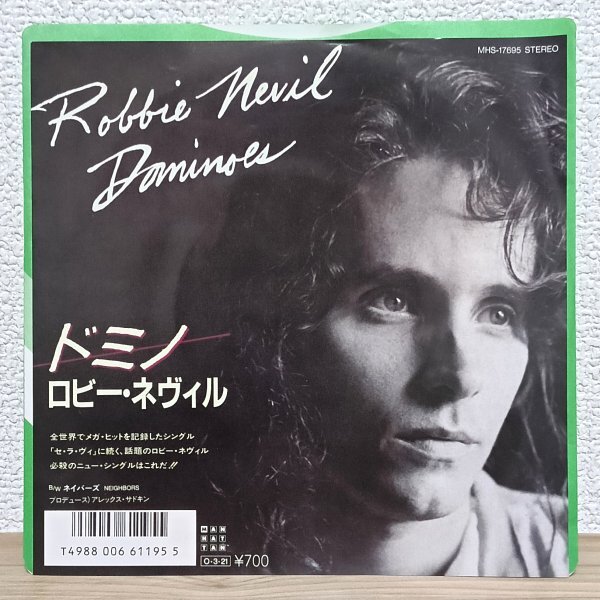 MHS-17695 STEREO
Robbie Nevil
Dominoes
ドミノ
ロビー・ネヴィル
全世界でメガ・ヒットを記録したシングル
「セ・ラ・ヴィ」に続く、話題のロビー・ネヴィル
必殺のニュー・シングルはこれだ!!
B/W ネイバーズ NEIGHBORS
プロデュース)アレックス・サドキン
T4988 006 61195 5
MAN
HAT
TAN
O・3・21
¥700